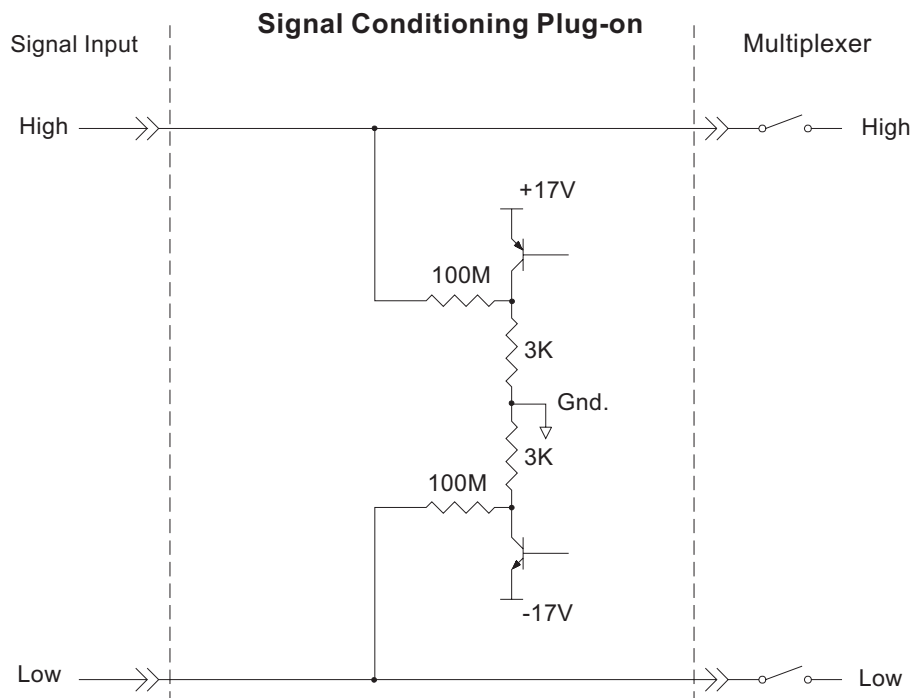 Signal Conditioning Plug-on
Signal Input
Multiplexer
High
High
+17V
100M
3K
Gnd.
3K
100M
-17V
Low
Low